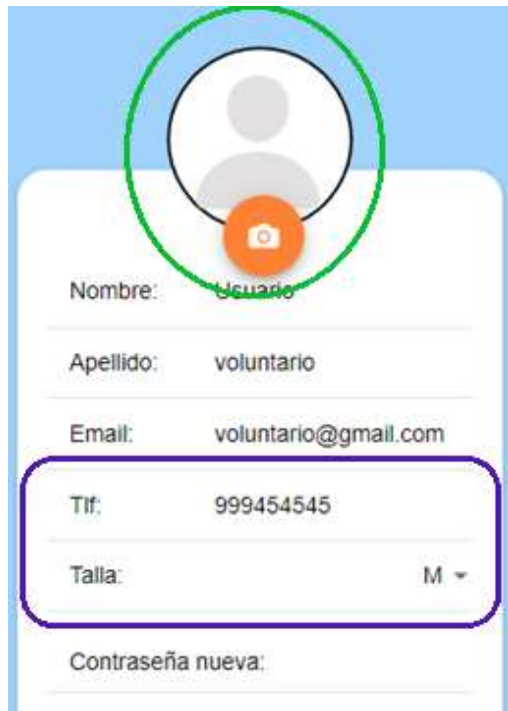 Nombre: Usuario
Apellido: voluntario
Email: voluntario@gmail.com
Tlf: 999454545
Talla: M
Contraseña nueva: